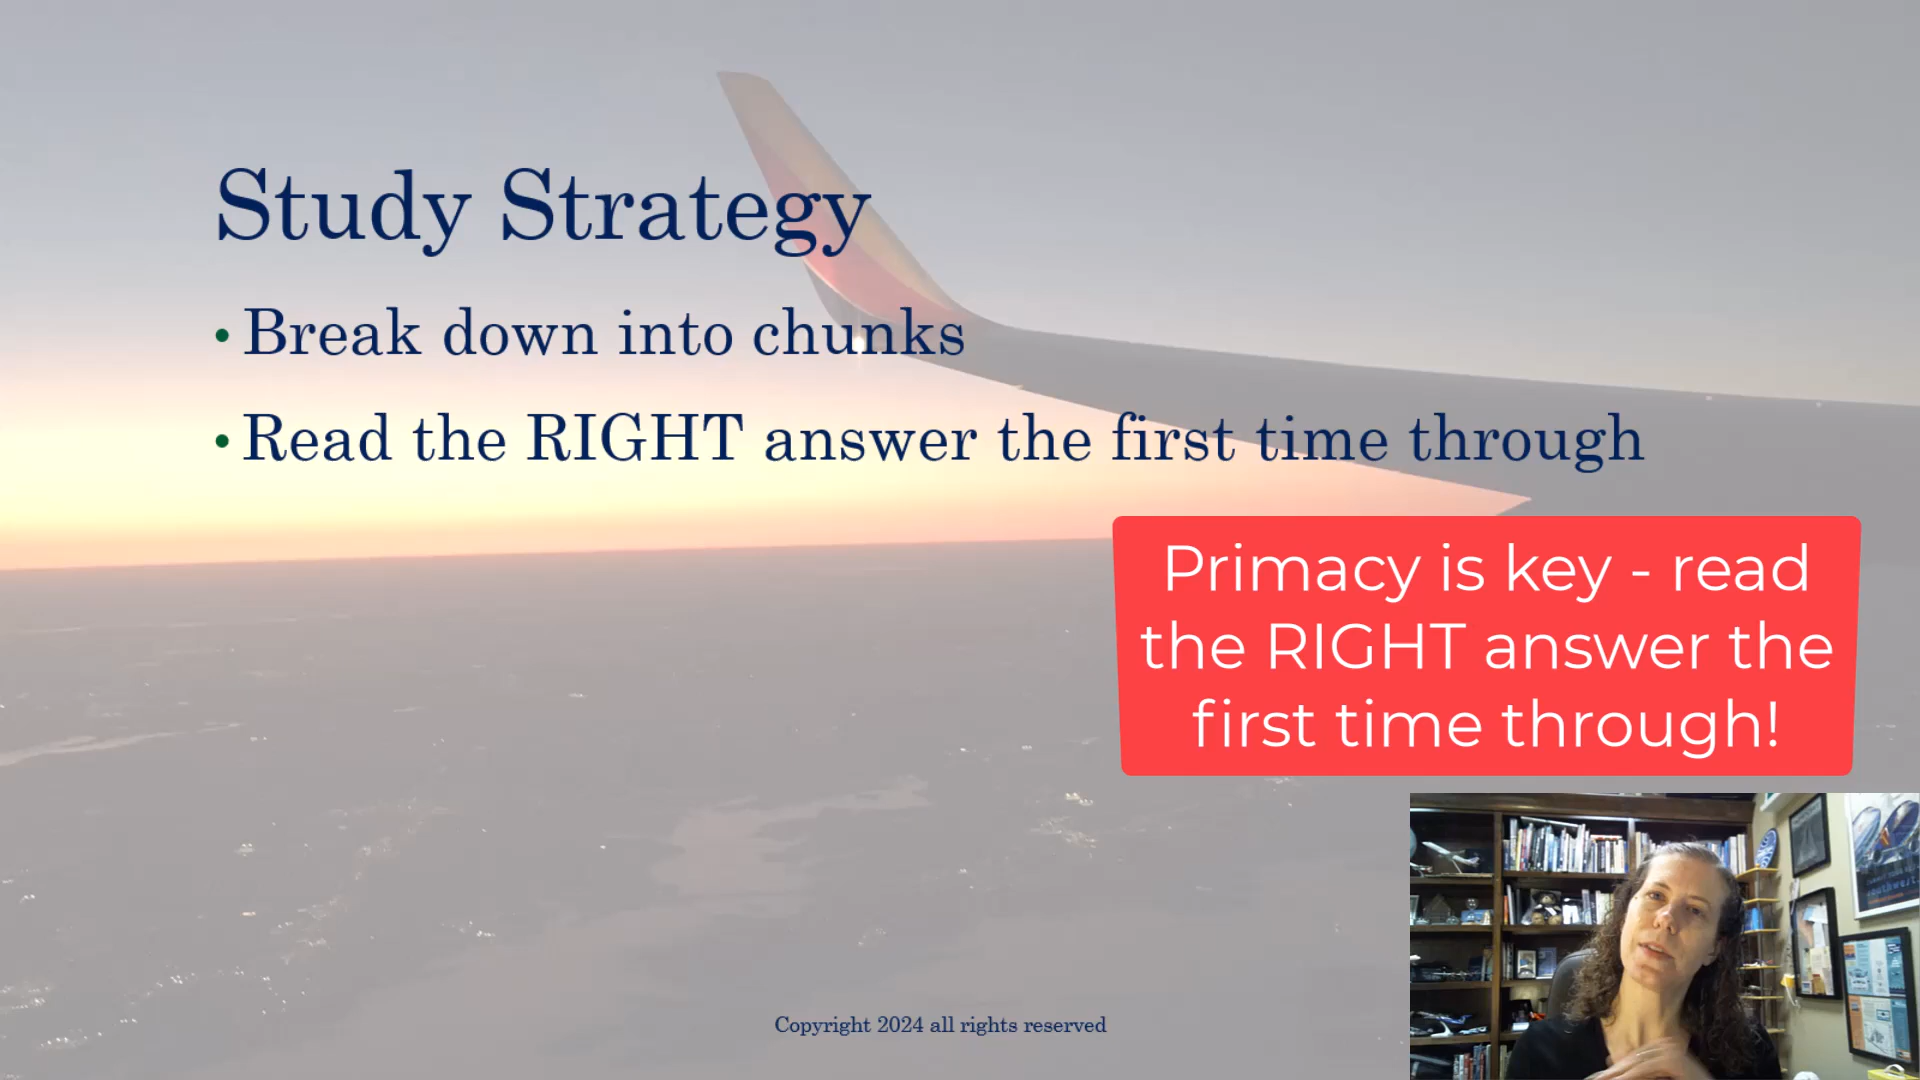 Study Strategy
• Break down into chunks
• Read the RIGHT answer the first time through
Primacy is key - read
the RIGHT answer the
first time through!
Copyright 2024 all rights reserved